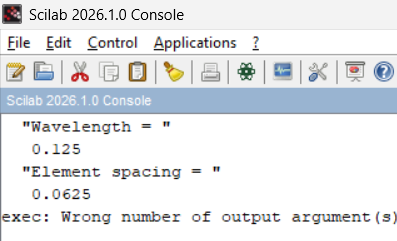 Scilab 2026.1.0 Console
File Edit Control Applications ?
Scilab 2026.1.0 Console
"Wavelength = "
0.125
"Element spacing = "
0.0625
exec: Wrong number of output argument(s)